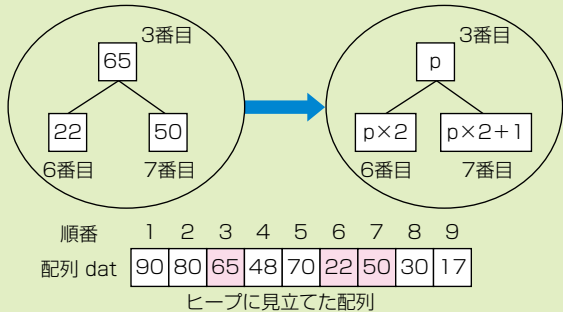 3番目 3番目
65 p
22 50 p×2 p×2+1
6番目 7番目 6番目 7番目
順番 1 2 3 4 5 6 7 8 9
配列 dat 90 80 65 48 70 22 50 30 17
ヒープに見立てた配列